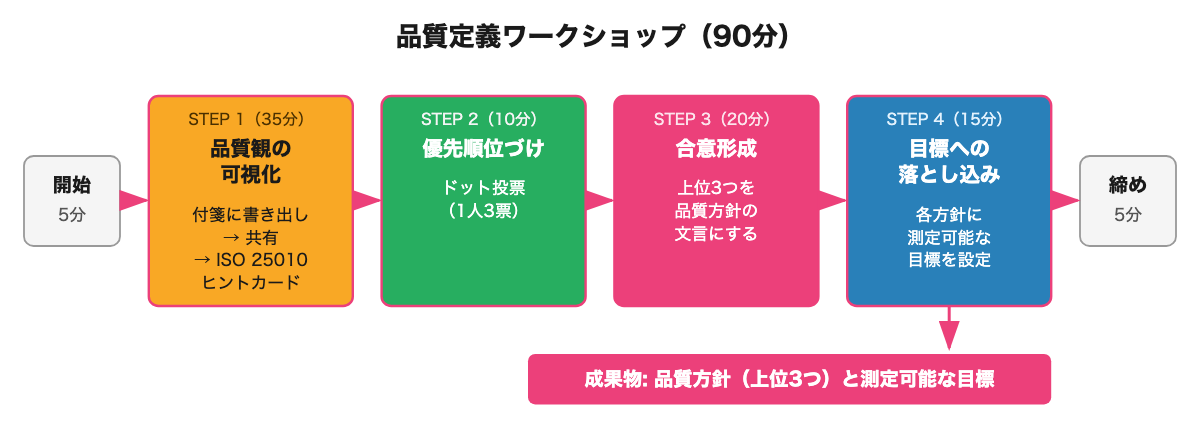 品質定義ワークショップ（90分）
開始
5分
STEP 1（35分）
品質観の
可視化
付箋に書き出し
→ 共有
→ ISO 25010
ヒントカード
STEP 2（10分）
優先順位づけ
ドット投票
（1人3票）
STEP 3（20分）
合意形成
上位3つを
品質方針の
文言にする
STEP 4（15分）
目標への
落とし込み
各方針に
測定可能な
目標を設定
締め
5分
成果物: 品質方針（上位3つ）と測定可能な目標